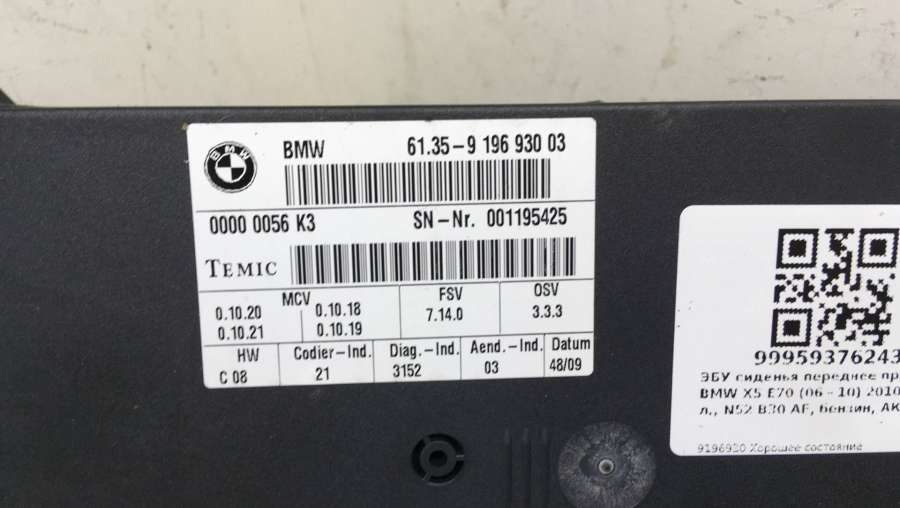 BMW
BMW 61.35-9 196 930 03
0000 0056 K3 SN-Nr. 001195425
TEMIC
MCV FSV OSV
0.10.20 0.10.18 7.14.0 3.3.3
0.10.21 0.10.19
HW Codier-Ind. Diag.-Ind. Aend.-Ind. Datum
C 08 21 3152 03 48/09
99959376243
ЭБУ сиденья переднее пр
BMW X5 E70 (06 - 10) 2010
л., N52 B30 AF, бензин, АК
9196930 Хорошее состояние